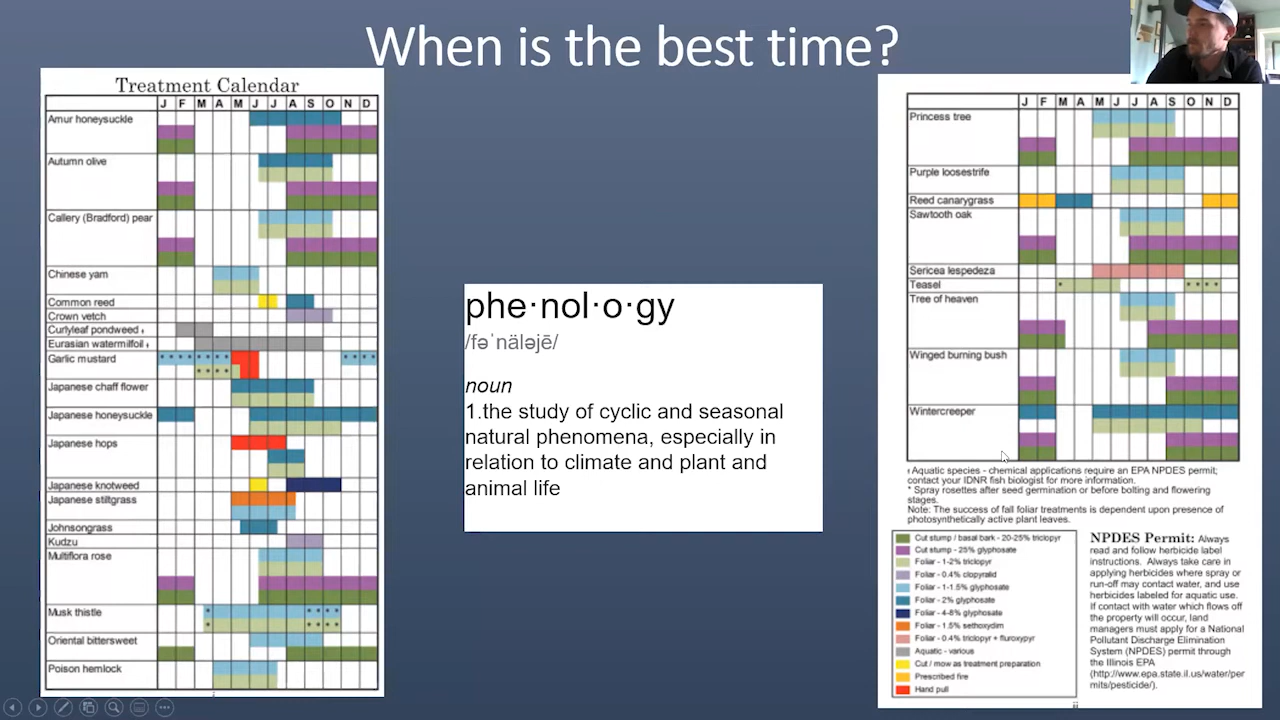 When is the best time?
Treatment Calendar
J F M A M J J A S O N D
Amur honeysuckle
Autumn olive
Callery (Bradford) pear
Chinese yam
Common reed
Crown vetch
Curlyleaf pondweed
Eurasian watermilfoil
Garlic mustard
Japanese chaff flower
Japanese honeysuckle
Japanese hops
Japanese knotweed
Japanese stiltgrass
Johnsongrass
Kudzu
Multiflora rose
Musk thistle
Oriental bittersweet
Poison hemlock
i
phe·nol·o·gy
/fəˈnäləjē/
noun
1.the study of cyclic and seasonal
natural phenomena, especially in
relation to climate and plant and
animal life
J F M A M J J A S O N D
Princess tree
Purple loosestrife
Reed canarygrass
Sawtooth oak
Sericea lespedeza
Teasel
Tree of heaven
Winged burning bush
Wintercreeper
Aquatic species - chemical applications require an EPA NPDES permit;
contact your IDNR fish biologist for more information.
* Spray rosettes after seed germination or before bolting and flowering
stages.
Note: The success of fall foliar treatments is dependent upon presence of
photosynthetically active plant leaves.
Cut stump / basal bark - 20-25% triclopyr
Cut stump - 25% glyphosate
Foliar - 1-2% triclopyr
Foliar - 0.4% clopyralid
Foliar - 1-1.5% glyphosate
Foliar - 2% glyphosate
Foliar - 4-8% glyphosate
Foliar - 1.5% sethoxydim
Foliar - 0.4% triclopyr + fluroxypyr
Aquatic - various
Cut / mow as treatment preparation
Prescribed fire
Hand pull
NPDES Permit: Always
read and follow herbicide label
instructions. Always take care in
applying herbicides where spray or
run-off may contact water, and use
herbicides labeled for aquatic use.
If contact with water which flows off
the property will occur, land
managers must apply for a National
Pollutant Discharge Elimination
System (NPDES) permit through
the Illinois EPA
(http://www.epa.state.il.us/water/per
mits/pesticide/).
ii